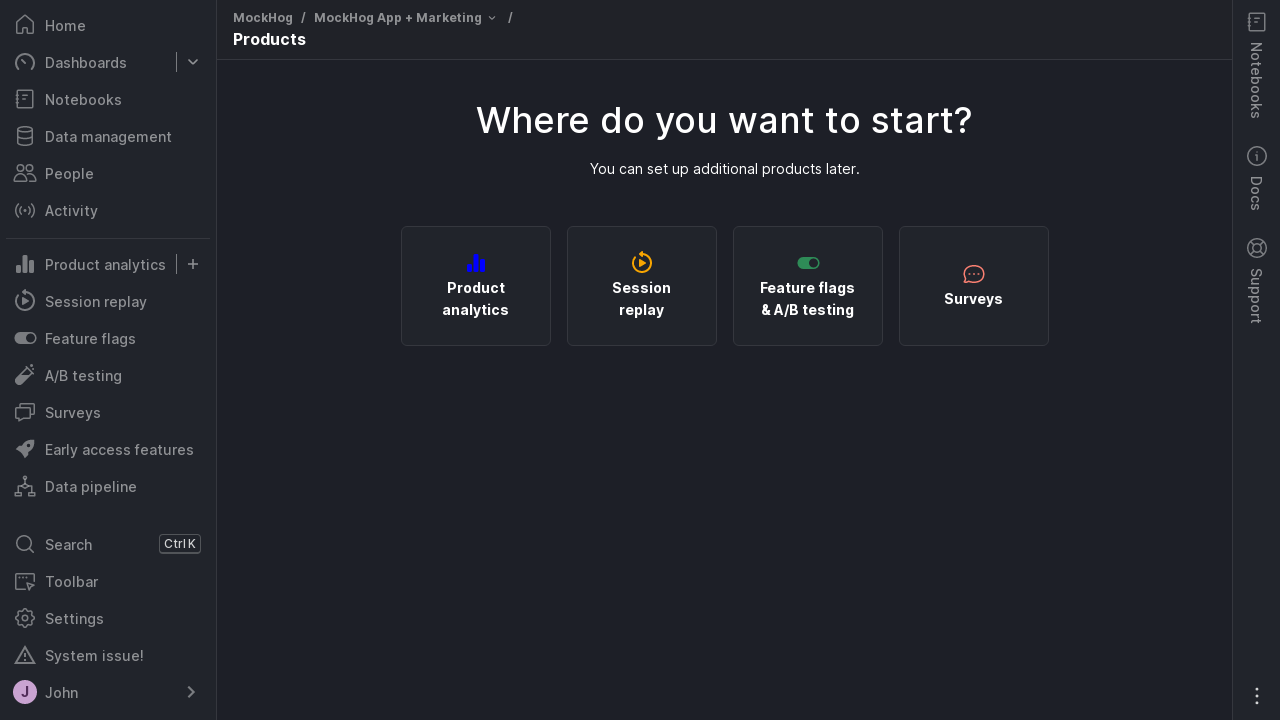 Home
Dashboards
Notebooks
Data management
People
Activity
Product analytics
Session replay
Feature flags
A/B testing
Surveys
Early access features
Data pipeline
Search Ctrl K
Toolbar
Settings
System issue!
J John
MockHog / MockHog App + Marketing /
Products
Where do you want to start?
You can set up additional products later.
Product
analytics
Session
replay
Feature flags
& A/B testing
Surveys
Notebooks
Docs
Support